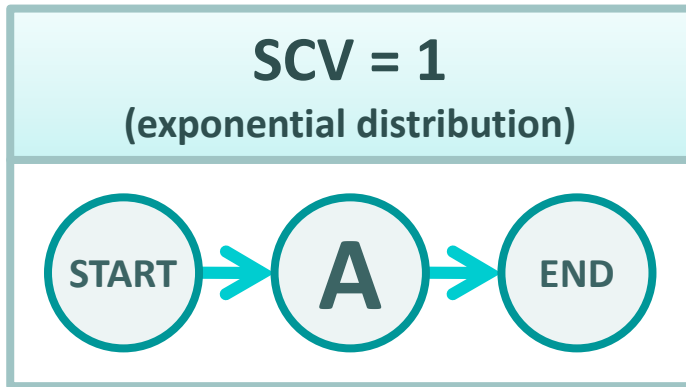 SCV = 1
(exponential distribution)
START
A
END